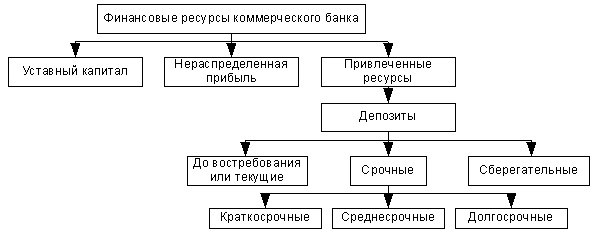 Финансовые ресурсы коммерческого банка
Уставный капитал
Нераспределенная
прибыль
Привлеченные
ресурсы
Депозиты
До востребования
или текущие
Срочные
Сберегательные
Краткосрочные
Среднесрочные
Долгосрочные